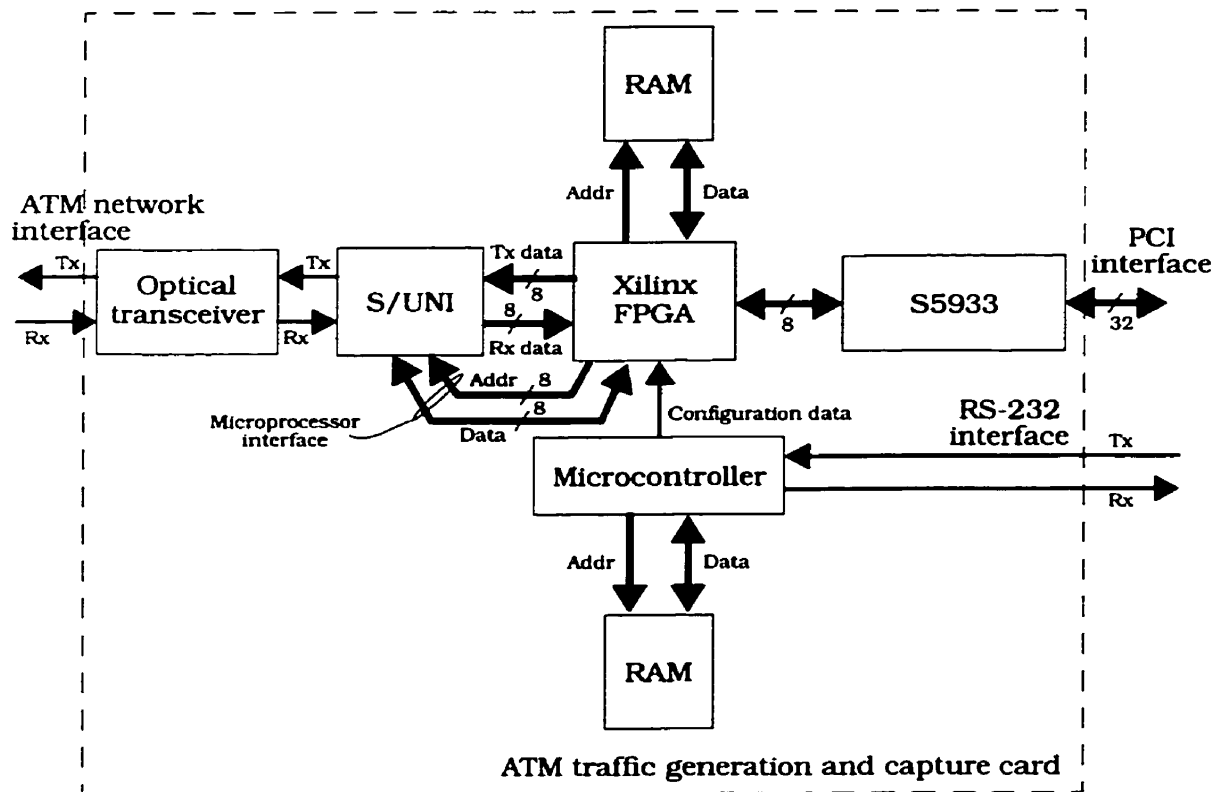 RAM
Addr
Data
ATM network
interface
Tx
Rx
Optical
transceiver
Tx
Rx
S/UNI
Tx data
8
8
Rx data
Xilinx
FPGA
8
S5933
PCI
interface
32
Addr
8
8
Data
Microprocessor
interface
Configuration data
RS-232
interface
Tx
Rx
Microcontroller
Addr
Data
RAM
ATM traffic generation and capture card